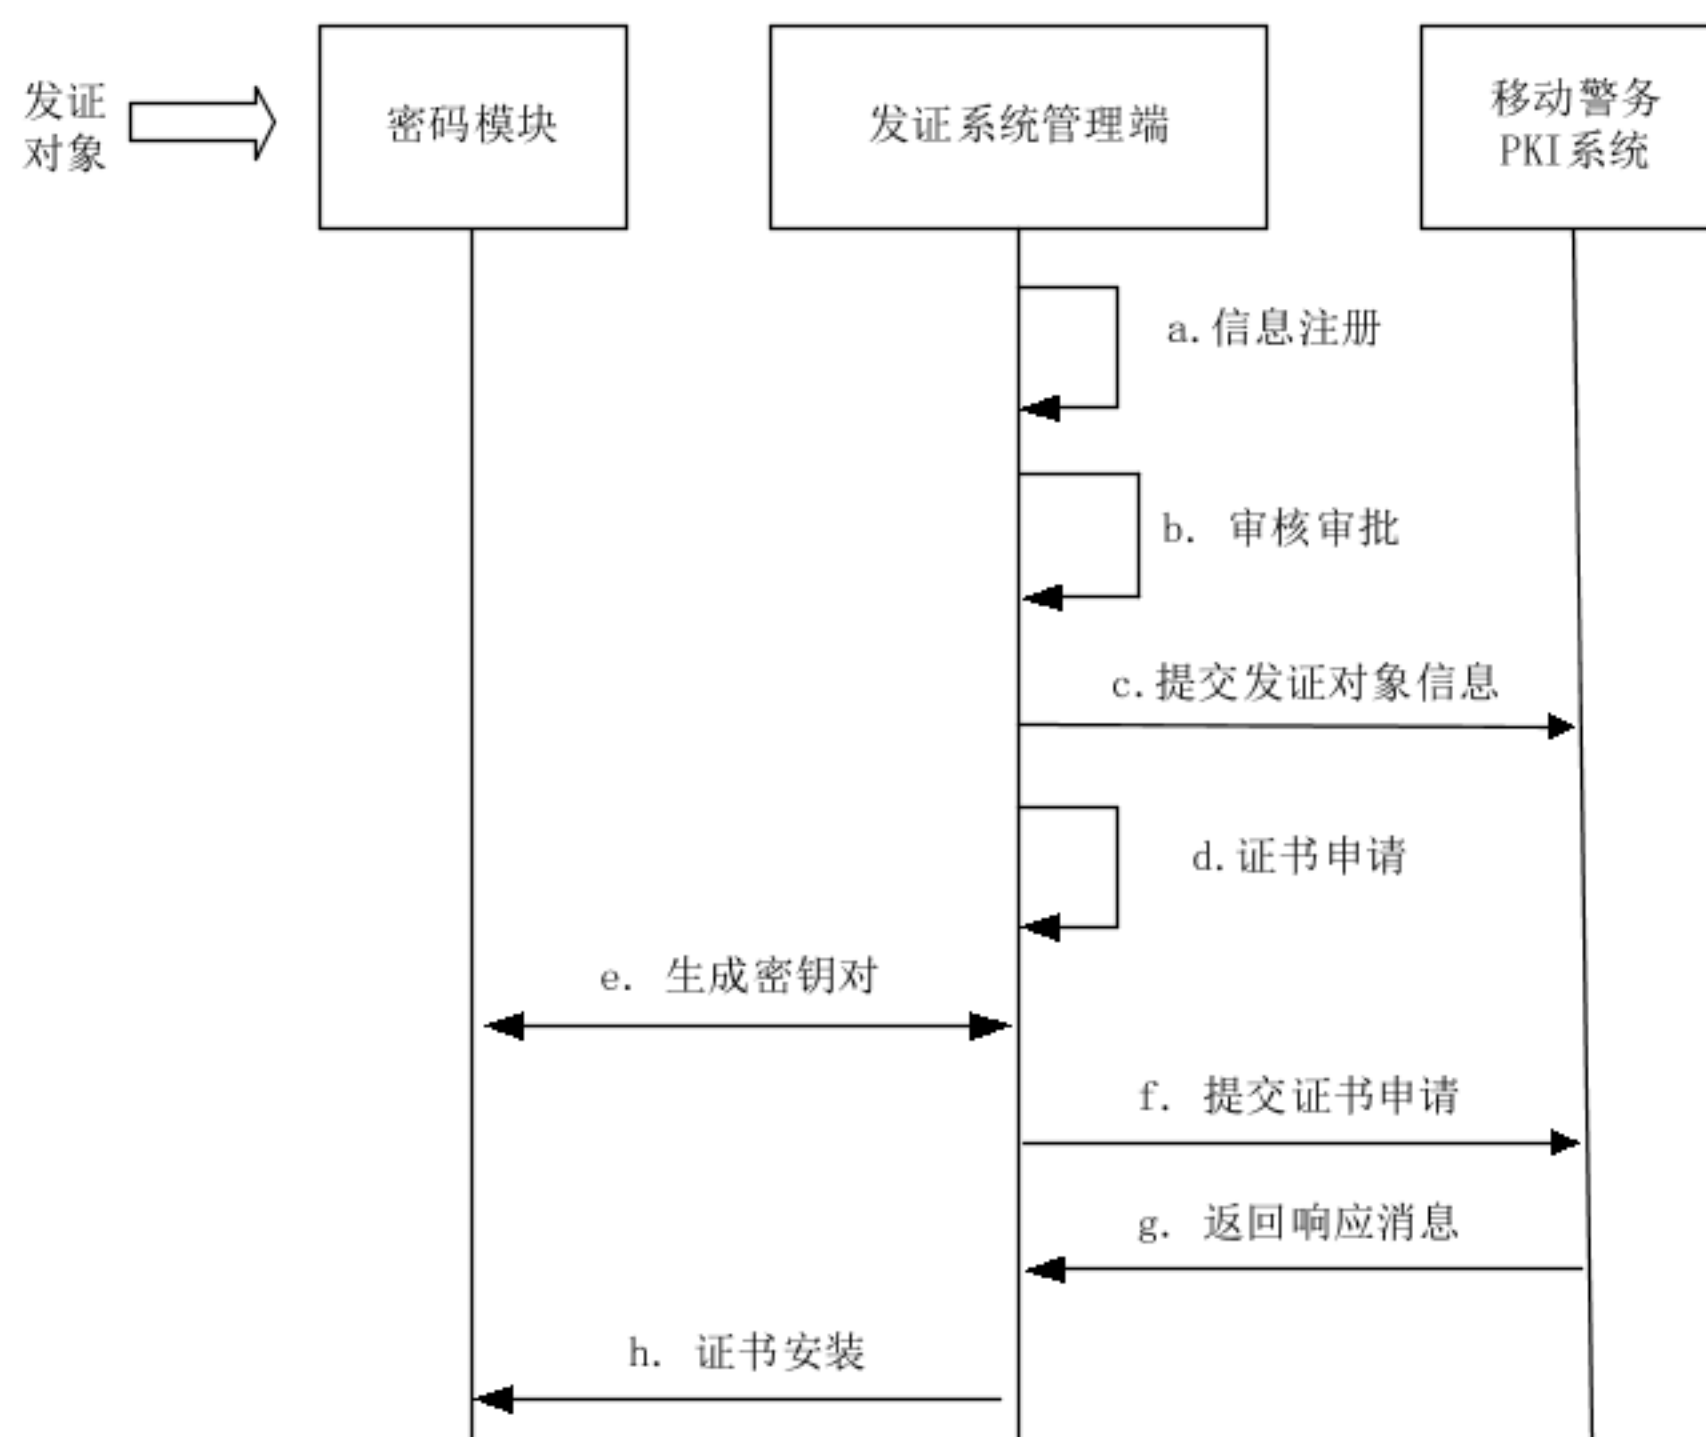 发证
对象
密码模块
发证系统管理端
移动警务
PKI系统
a.信息注册
b. 审核审批
c.提交发证对象信息
d.证书申请
e. 生成密钥对
f. 提交证书申请
g. 返回响应消息
h. 证书安装